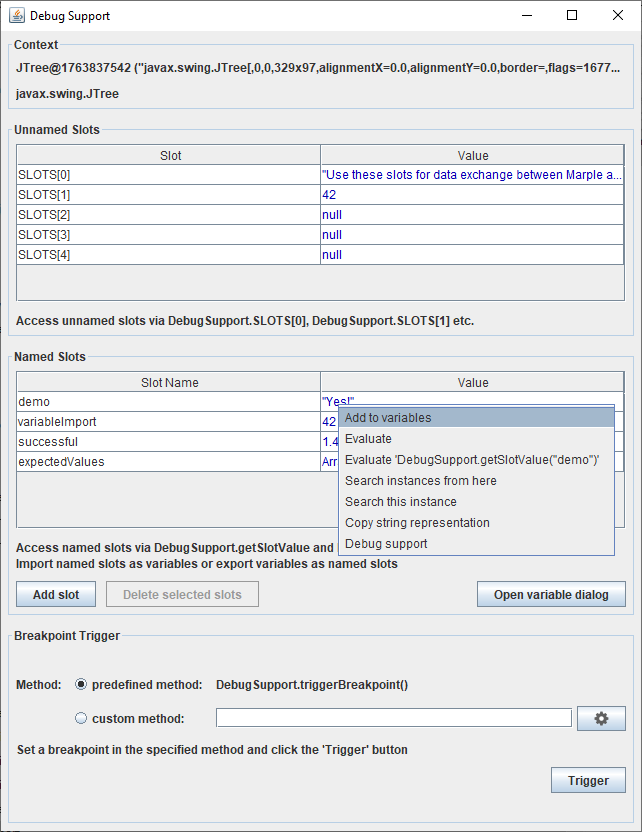 Debug Support
Context
JTree@1763837542 ("javax.swing.JTree[,0,0,329x97,alignmentX=0.0,alignmentY=0.0,border=,flags=1677...
javax.swing.JTree
Unnamed Slots
Slot Value
SLOTS[0] "Use these slots for data exchange between Marple a...
SLOTS[1] 42
SLOTS[2] null
SLOTS[3] null
SLOTS[4] null
Access unnamed slots via DebugSupport.SLOTS[0], DebugSupport.SLOTS[1] etc.
Named Slots
Slot Name Value
demo "Yes!"
variableImport 42
successful 1.4
expectedValues Arr
Add to variables
Evaluate
Evaluate 'DebugSupport.getSlotValue("demo")'
Search instances from here
Search this instance
Copy string representation
Debug support
Access named slots via DebugSupport.getSlotValue and
Import named slots as variables or export variables as named slots
Add slot Delete selected slots Open variable dialog
Breakpoint Trigger
Method: predefined method: DebugSupport.triggerBreakpoint()
custom method:
Set a breakpoint in the specified method and click the 'Trigger' button
Trigger